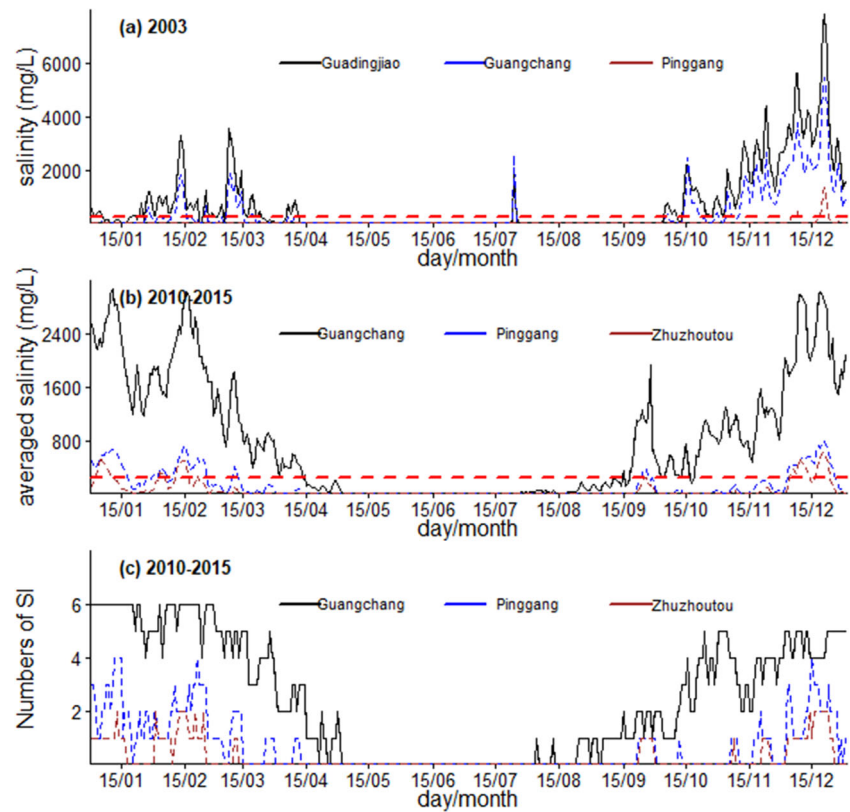 (a) 2003
Guadingjiao Guangchang Pinggang
salinity (mg/L)
6000
4000
2000
15/01 15/02 15/03 15/04 15/05 15/06 15/07 15/08 15/09 15/10 15/11 15/12
day/month
(b) 2010-2015
Guangchang Pinggang Zhuzhoutou
averaged salinity (mg/L)
2400
1600
800
15/01 15/02 15/03 15/04 15/05 15/06 15/07 15/08 15/09 15/10 15/11 15/12
day/month
(c) 2010-2015
Guangchang Pinggang Zhuzhoutou
Numbers of SI
6
4
2
15/01 15/02 15/03 15/04 15/05 15/06 15/07 15/08 15/09 15/10 15/11 15/12
day/month